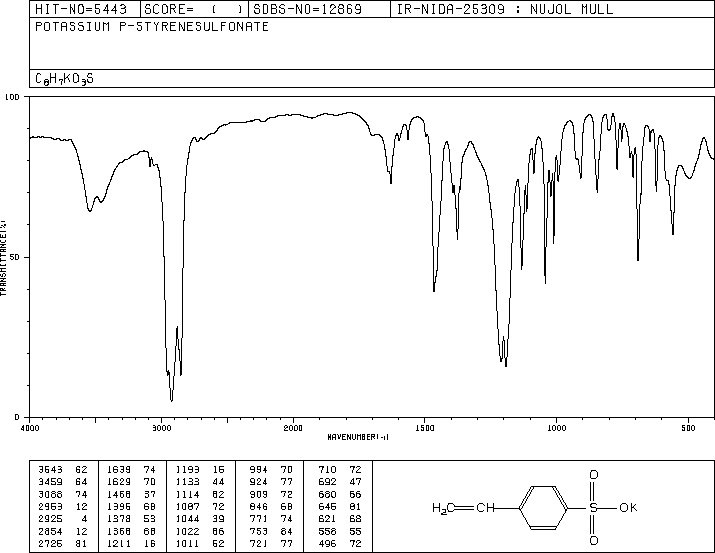 HIT-NO=5443 SCORE= ( ) SDBS-NO=12869 IR-NIDA-25309 : NUJOL MULL
POTASSIUM P-STYRENESULFONATE
C8H7KO3S
100
50
0
TRANSMITTANCE(%)
4000 3000 2000 1500 1000 500
WAVENUMBER(-1)
3543 62 1639 74 1193 15 994 70 710 72
3459 64 1629 70 1133 44 924 77 692 47
3088 74 1468 37 1114 62 909 72 680 66
2953 12 1396 68 1087 72 846 68 645 81
2925 4 1378 53 1044 39 771 74 621 68
2854 12 1368 68 1022 66 753 84 558 55
2725 81 1211 16 1011 52 721 77 496 72
O
H2C CH S OK
O